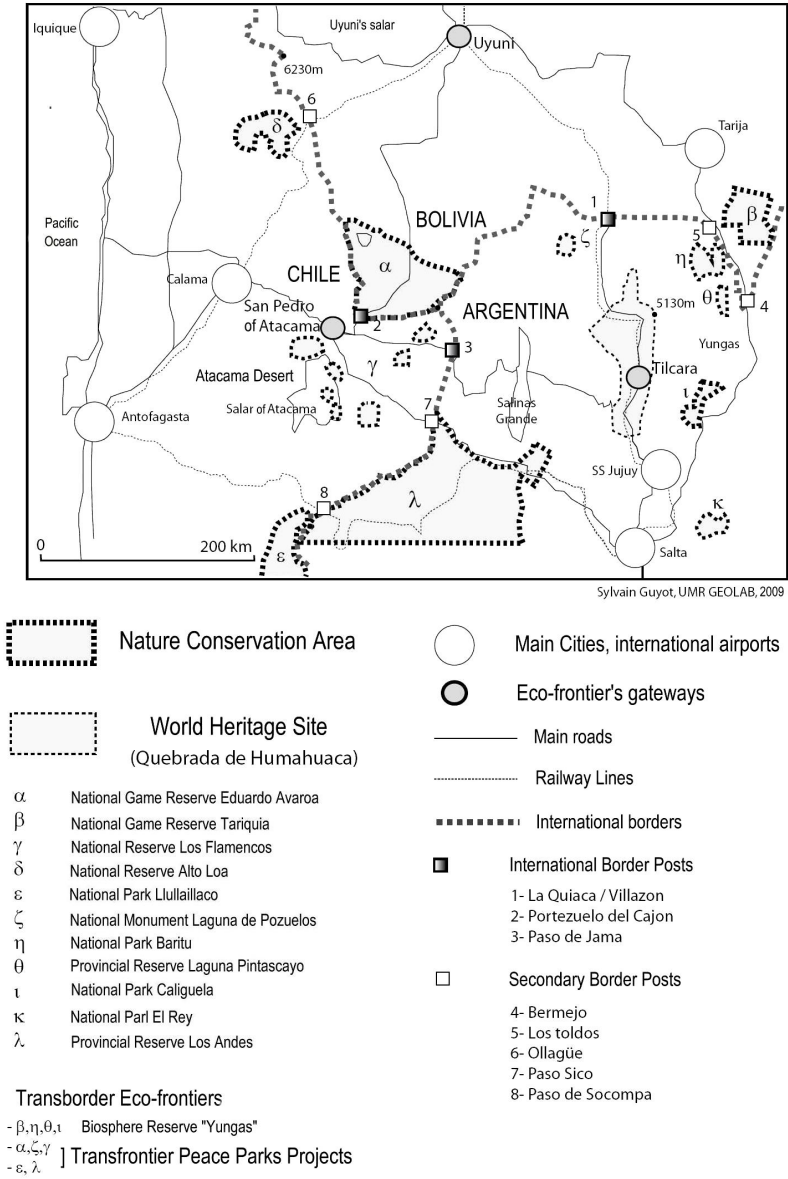 Iquique
Uyuni's salar
Uyuní
6230m
6
δ
Tarija
Pacific
Ocean
BOLIVIA
1
β
5
ζ
η
α
CHILE
Calama
San Pedro
of Atacama
2
ARGENTINA
5130m
θ
4
3
γ
Yungas
Atacama Desert
Tilcara
Salar of Atacama
Salinas
Grande
ι
Antofagasta
7
SS Jujuy
8
λ
κ
0
200 km
ε
Salta
Sylvain Guyot, UMR GEOLAB, 2009
Nature Conservation Area
World Heritage Site
(Quebrada de Humahuaca)
α National Game Reserve Eduardo Avaroa
β National Game Reserve Tariquia
γ National Reserve Los Flamencos
δ National Reserve Alto Loa
ε National Park Llullaillaco
ζ National Monument Laguna de Pozuelos
η National Park Baritu
θ Provincial Reserve Laguna Pintascayo
ι National Park Caliguela
κ National Parl El Rey
λ Provincial Reserve Los Andes
Transborder Eco-frontiers
- β,η,θ,ι Biosphere Reserve "Yungas"
- α,ζ,γ
- ε, λ ] Transfrontier Peace Parks Projects
Main Cities, international airports
Eco-frontier's gateways
Main roads
Railway Lines
International borders
International Border Posts
1- La Quiaca / Villazon
2- Portezuelo del Cajon
3- Paso de Jama
Secondary Border Posts
4- Bermejo
5- Los toldos
6- Ollagüe
7- Paso Sico
8- Paso de Socompa